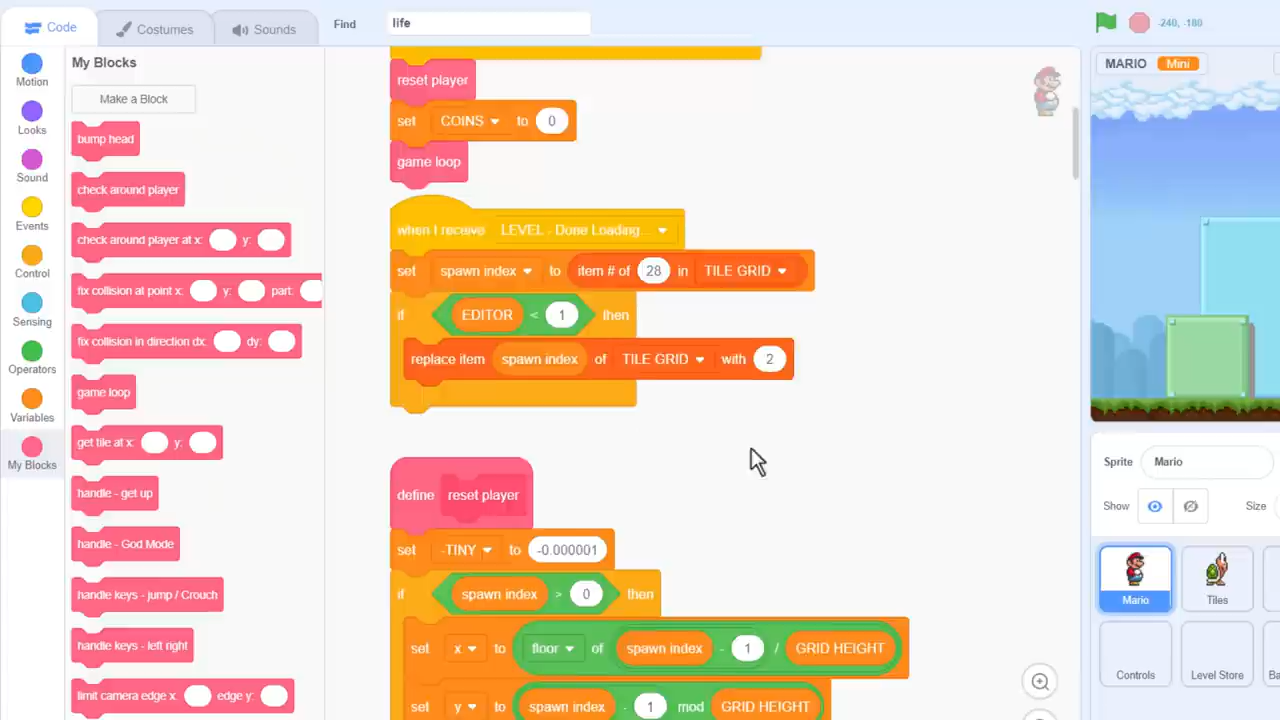 Code
Costumes
Sounds
Find
life
-240, -180
Motion
Looks
Sound
Events
Control
Sensing
Operators
Variables
My Blocks
My Blocks
Make a Block
bump head
check around player
check around player at x: y:
fix collision at point x: y: part:
fix collision in direction dx: dy:
game loop
get tile at x: y:
handle - get up
handle - God Mode
handle keys - jump / Crouch
handle keys - left right
limit camera edge x: edge y:
reset player
set COINS to 0
game loop
when I receive LEVEL - Done Loading...
set spawn index to item # of 28 in TILE GRID
if EDITOR < 1 then
replace item spawn index of TILE GRID with 2
define reset player
set -TINY to -0.000001
if spawn index > 0 then
set x to floor of spawn index - 1 / GRID HEIGHT
set y to spawn index - 1 mod GRID HEIGHT
MARIO Mini
Sprite Mario
Show Size
Mario
Tiles
Controls
Level Store